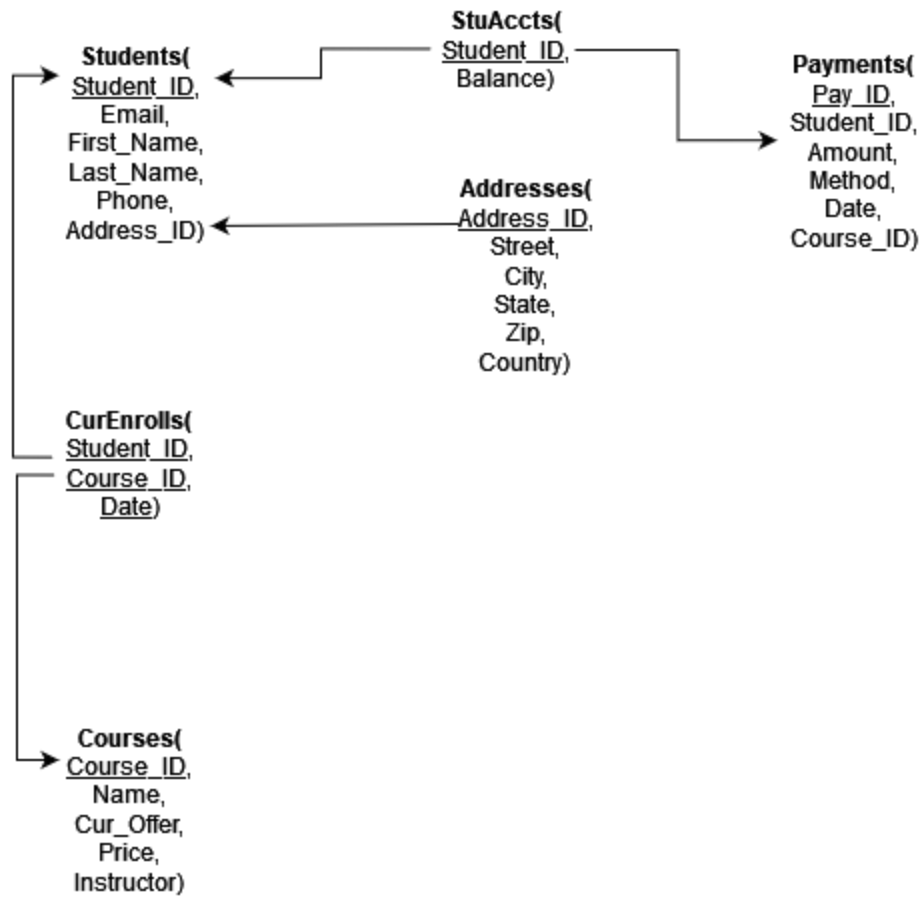 Students(
Student_ID,
Email,
First_Name,
Last_Name,
Phone,
Address_ID)
StuAccts(
Student_ID,
Balance)
Payments(
Pay_ID,
Student_ID,
Amount,
Method,
Date,
Course_ID)
Addresses(
Address_ID,
Street,
City,
State,
Zip,
Country)
CurEnrolls(
Student_ID,
Course_ID,
Date)
Courses(
Course_ID,
Name,
Cur_Offer,
Price,
Instructor)